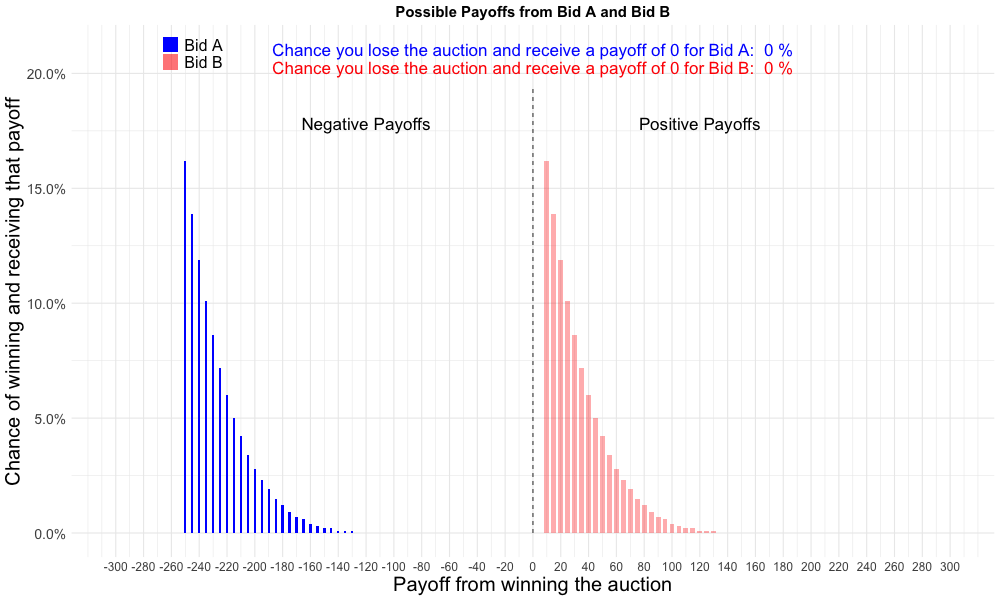 Possible Payoffs from Bid A and Bid B
Bid A
Bid B
Chance you lose the auction and receive a payoff of 0 for Bid A:  0 %
Chance you lose the auction and receive a payoff of 0 for Bid B:  0 %
Negative Payoffs
Positive Payoffs
Chance of winning and receiving that payoff
20.0%
15.0%
10.0%
5.0%
0.0%
-300 -280 -260 -240 -220 -200 -180 -160 -140 -120 -100 -80 -60 -40 -20 0 20 40 60 80 100 120 140 160 180 200 220 240 260 280 300
Payoff from winning the auction